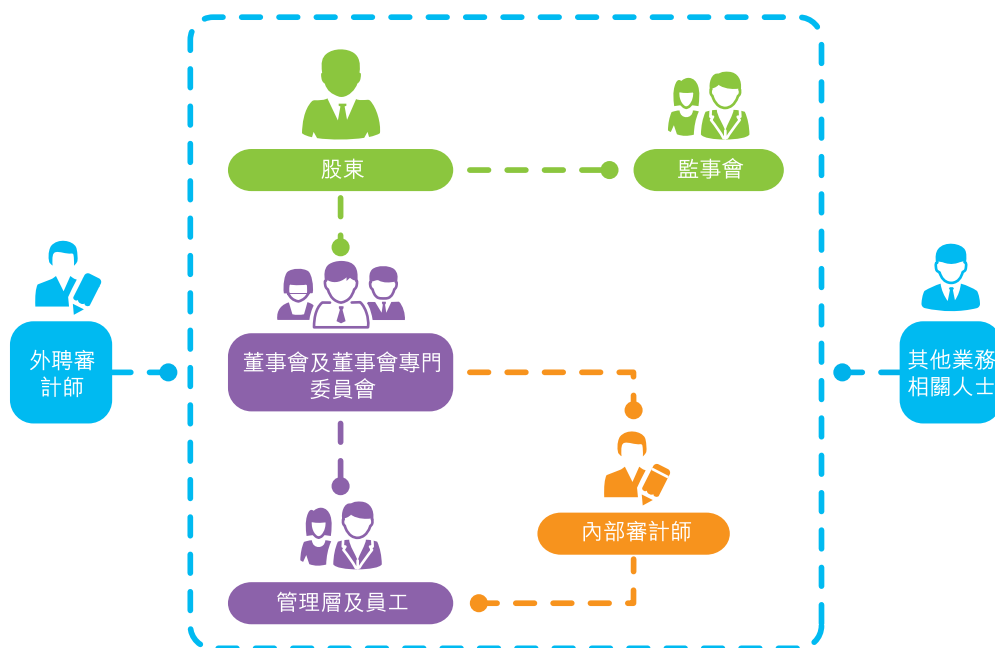 股東
監事會
外聘審
計師
董事會及董事會專門
委員會
其他業務
相關人士
內部審計師
管理層及員工